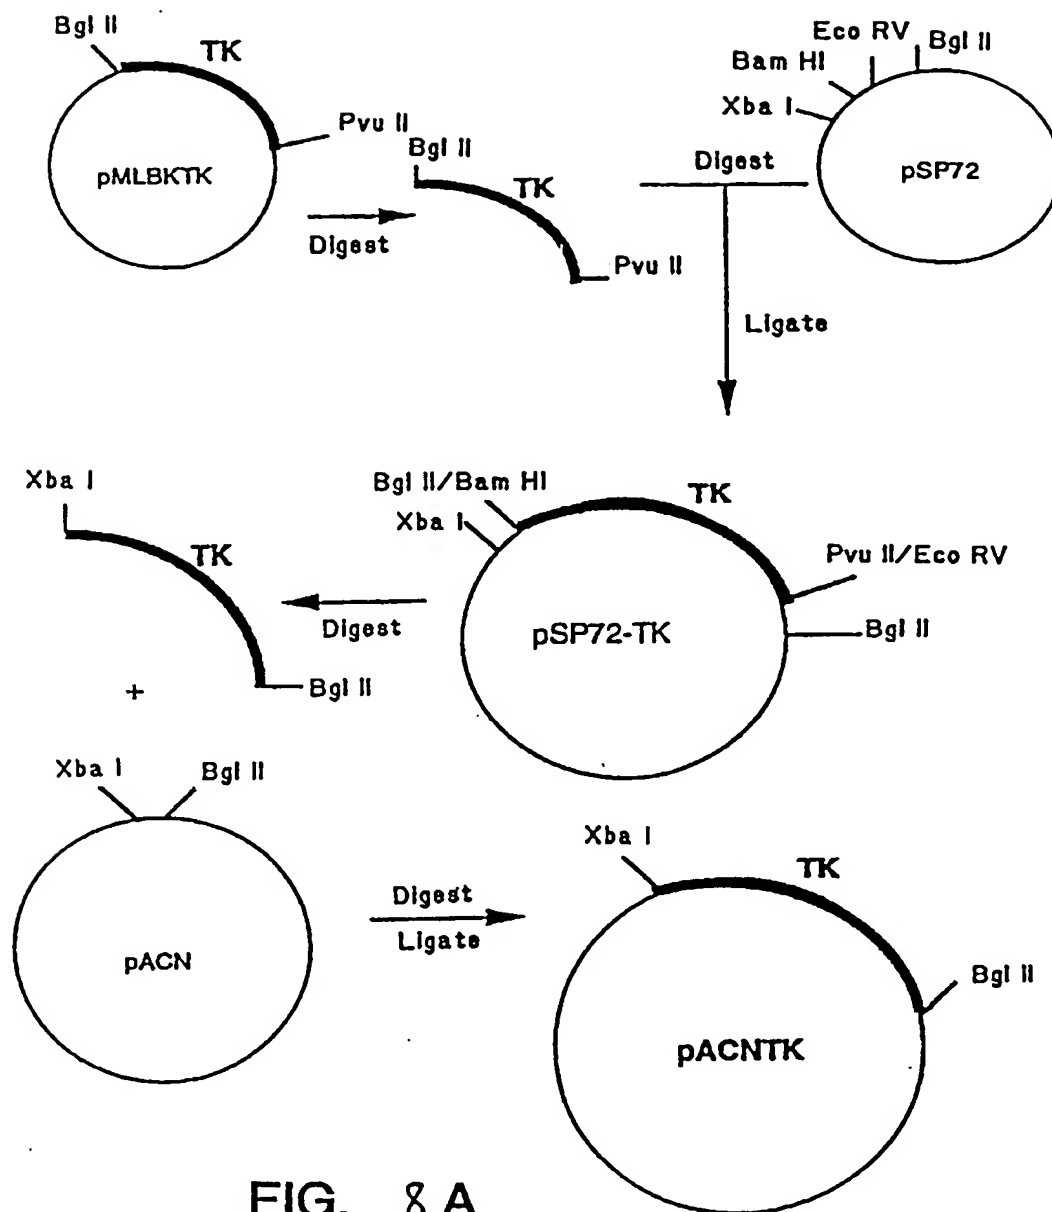 Bgl II
TK
Pvu II
pMLBKTK
Digest
Bgl II
TK
Pvu II
Eco RV
Bgl II
Bam HI
Xba I
pSP72
Digest
Ligate
Xba I
TK
Bgl II
Digest
Bgl II/Bam HI
Xba I
TK
Pvu II/Eco RV
Bgl II
pSP72-TK
+
Xba I
Bgl II
pACN
Digest
Ligate
Xba I
TK
Bgl II
pACNTK
FIG. 8A